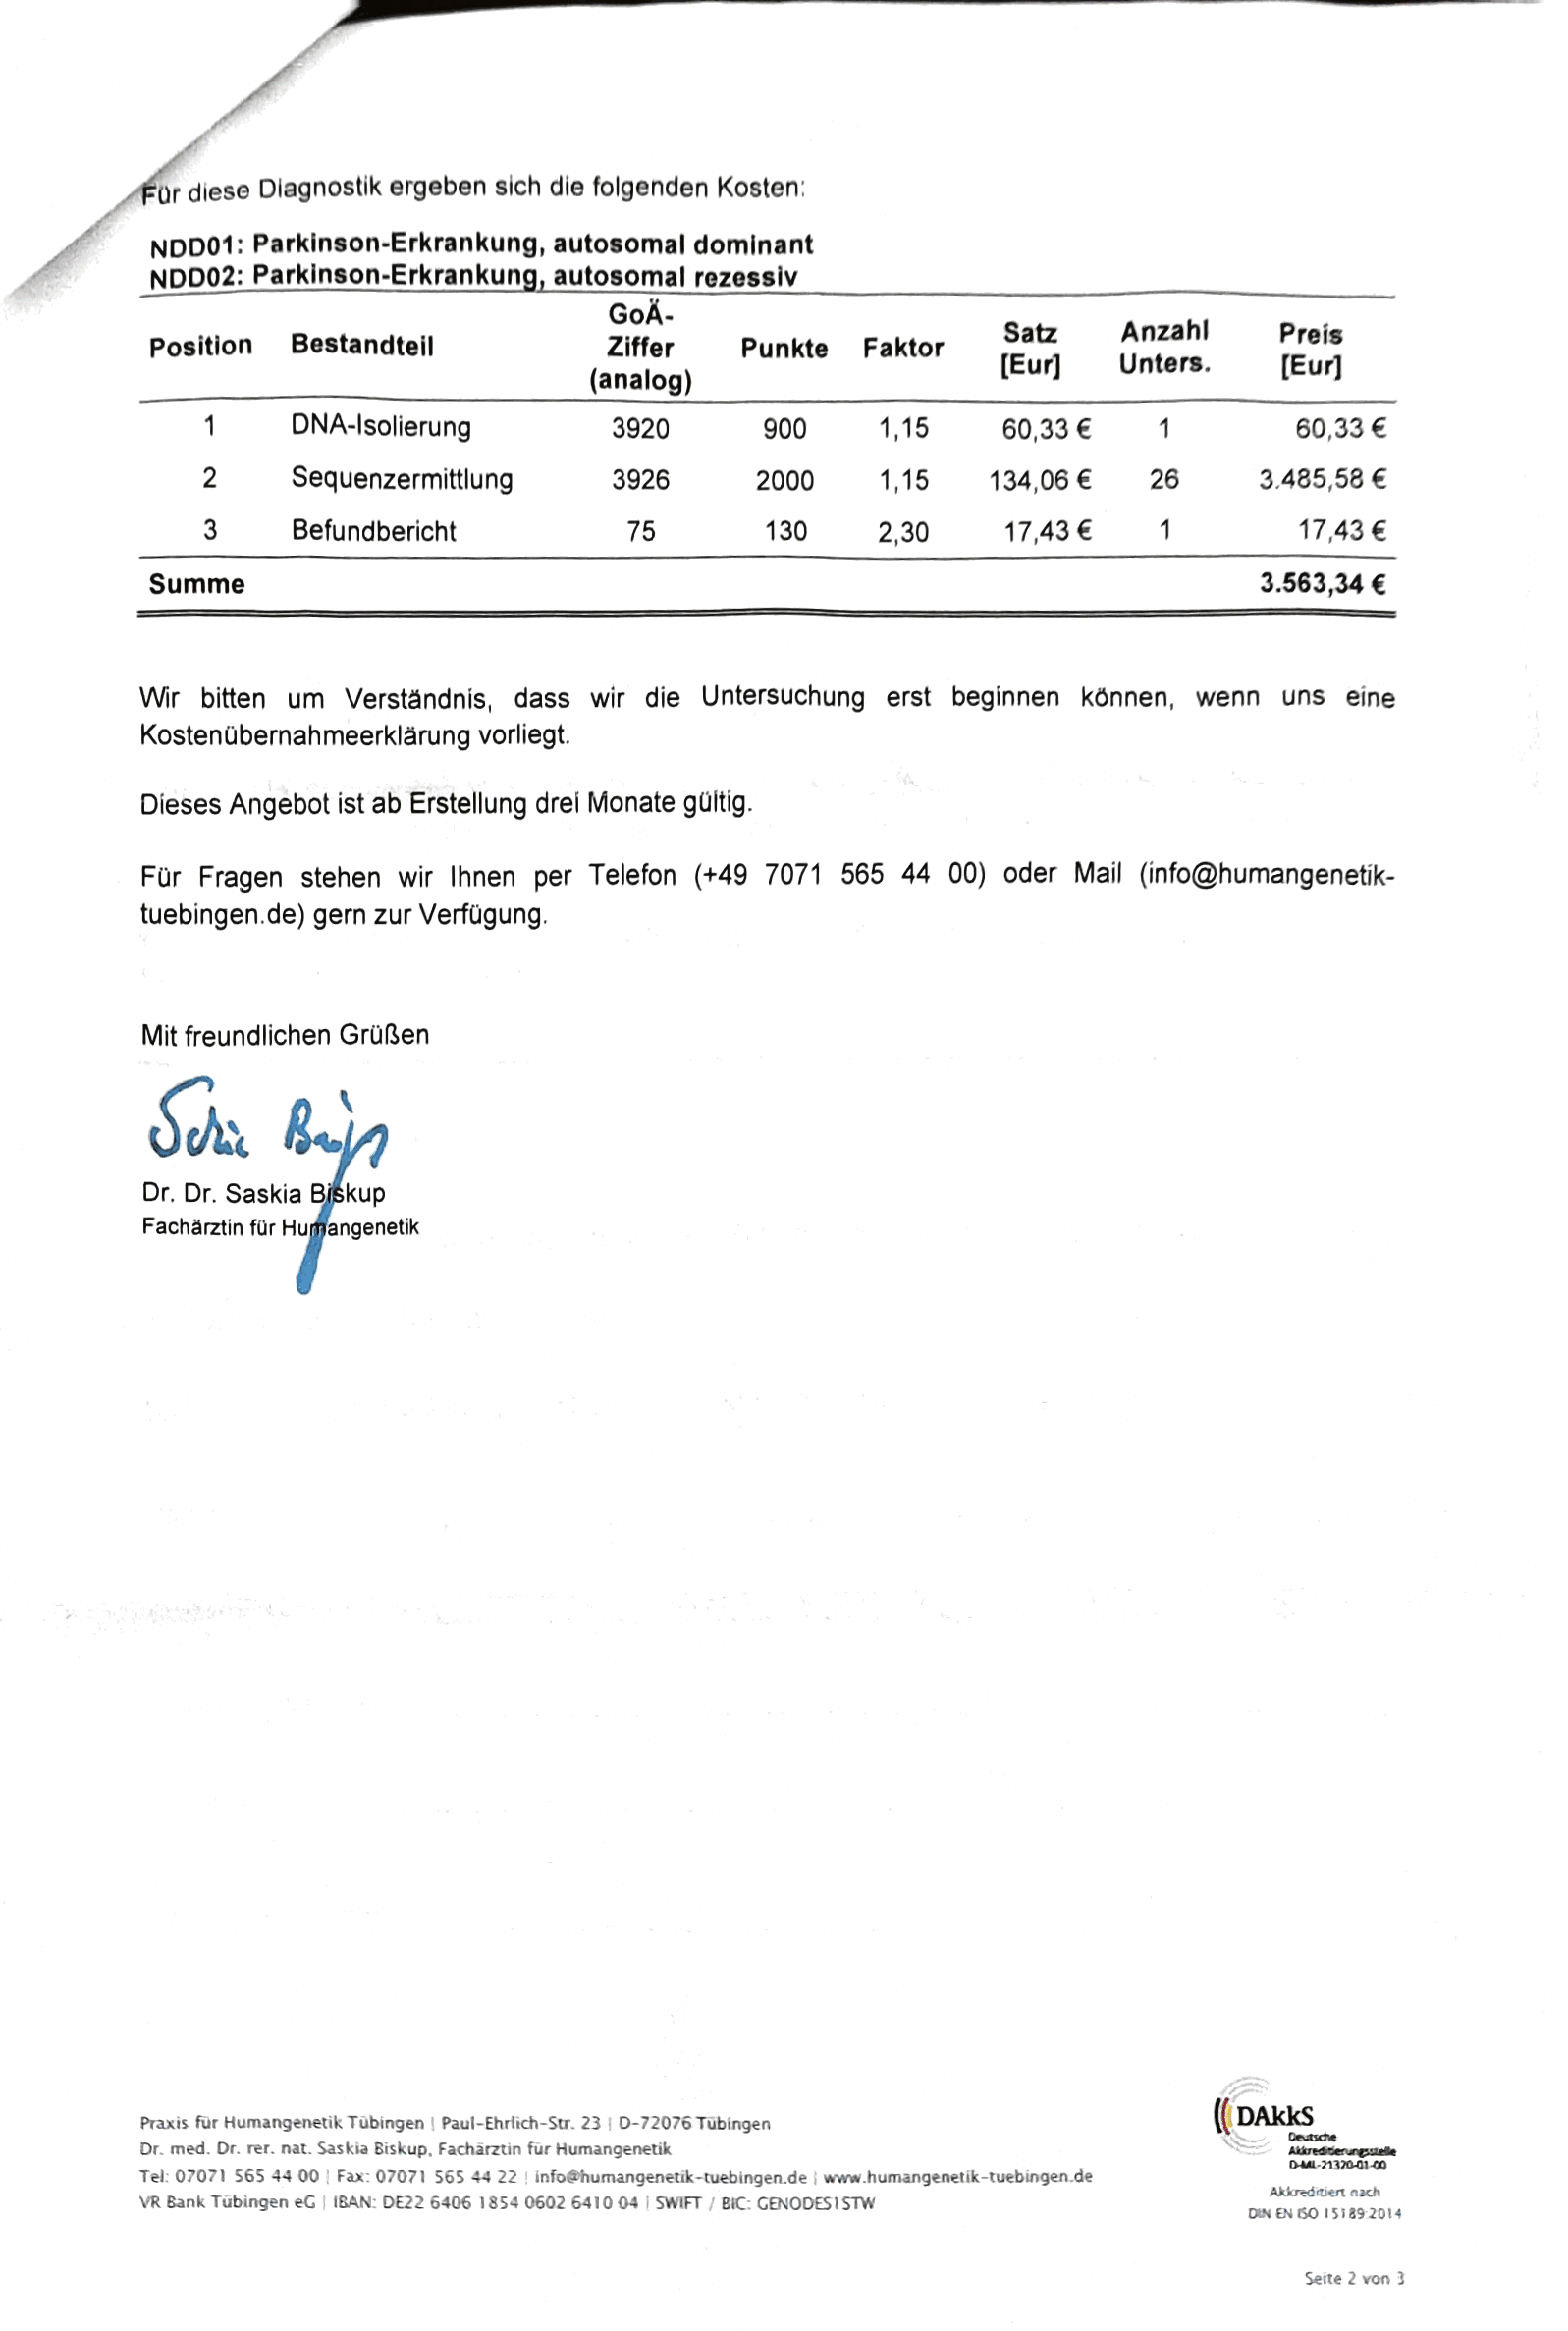 Für diese Diagnostik ergeben sich die folgenden Kosten:
NDD01: Parkinson-Erkrankung, autosomal dominant
NDD02: Parkinson-Erkrankung, autosomal rezessiv
Position Bestandteil GoÄ-Ziffer (analog) Punkte Faktor Satz [Eur] Anzahl Unters. Preis [Eur]
1 DNA-Isolierung 3920 900 1,15 60,33 € 1 60,33 €
2 Sequenzermittlung 3926 2000 1,15 134,06 € 26 3.485,58 €
3 Befundbericht 75 130 2,30 17,43 € 1 17,43 €
Summe 3.563,34 €
Wir bitten um Verständnis, dass wir die Untersuchung erst beginnen können, wenn uns eine
Kostenübernahmeerklärung vorliegt.
Dieses Angebot ist ab Erstellung drei Monate gültig.
Für Fragen stehen wir Ihnen per Telefon (+49 7071 565 44 00) oder Mail (info@humangenetik-
tuebingen.de) gern zur Verfügung.
Mit freundlichen Grüßen
Dr. Dr. Saskia Biskup
Fachärztin für Humangenetik
Praxis für Humangenetik Tübingen | Paul-Ehrlich-Str. 23 | D-72076 Tübingen
Dr. med. Dr. rer. nat. Saskia Biskup, Fachärztin für Humangenetik
Tel: 07071 565 44 00 | Fax: 07071 565 44 22 | info@humangenetik-tuebingen.de | www.humangenetik-tuebingen.de
VR Bank Tübingen eG | IBAN: DE22 6406 1854 0602 6410 04 | SWIFT / BIC: GENODES1STW
DAkkS
Deutsche
Akkreditierungsstelle
D-ML-21320-01-00
Akkreditiert nach
DIN EN ISO 15189:2014
Seite 2 von 3